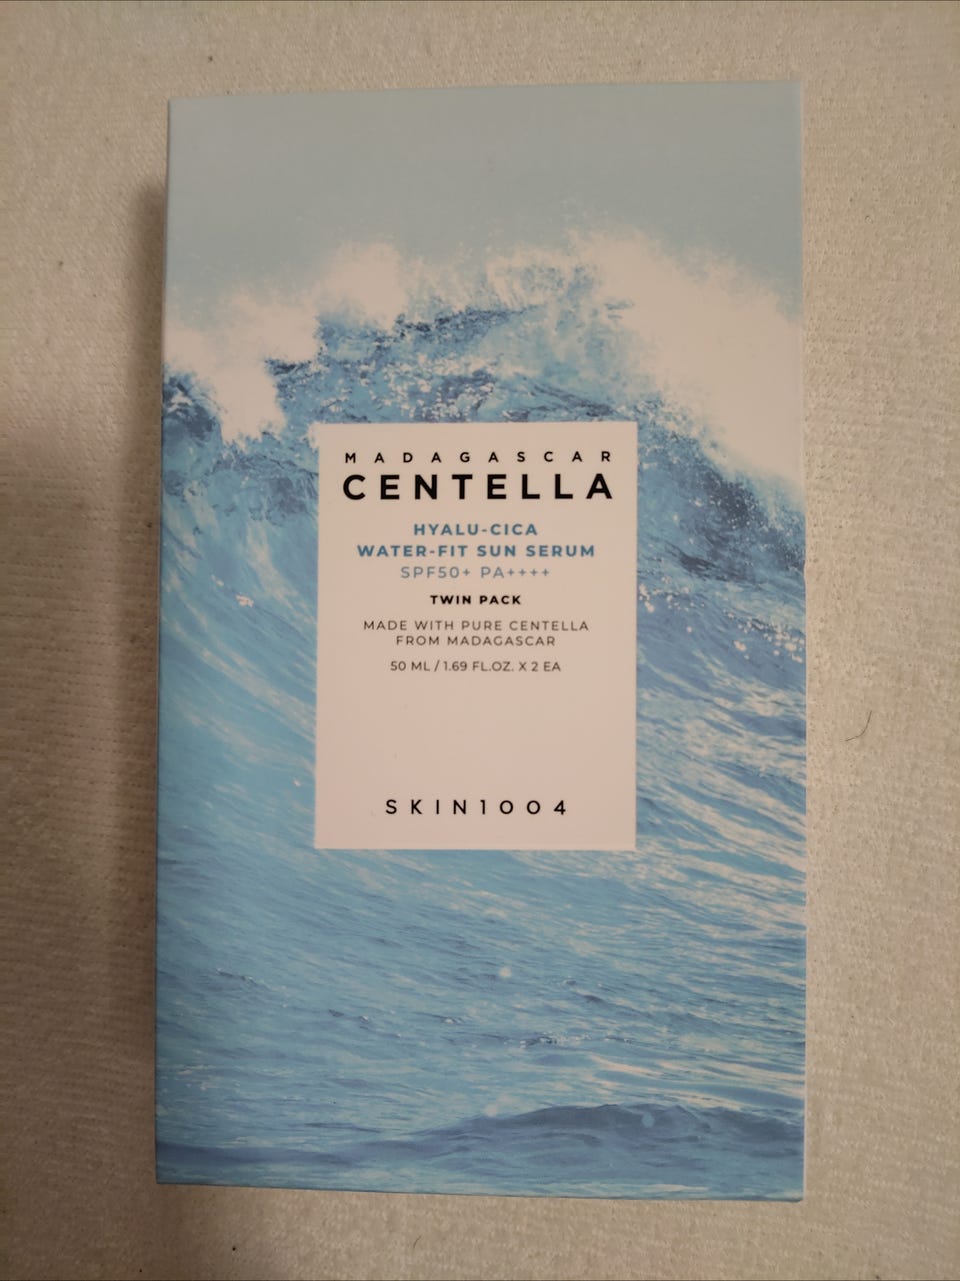 MADAGASCAR
CENTELLA
HYALU-CICA
WATER-FIT SUN SERUM
SPF50+ PA++++
TWIN PACK
MADE WITH PURE CENTELLA
FROM MADAGASCAR
50 ML / 1.69 FL.OZ. X 2 EA
SKIN1004